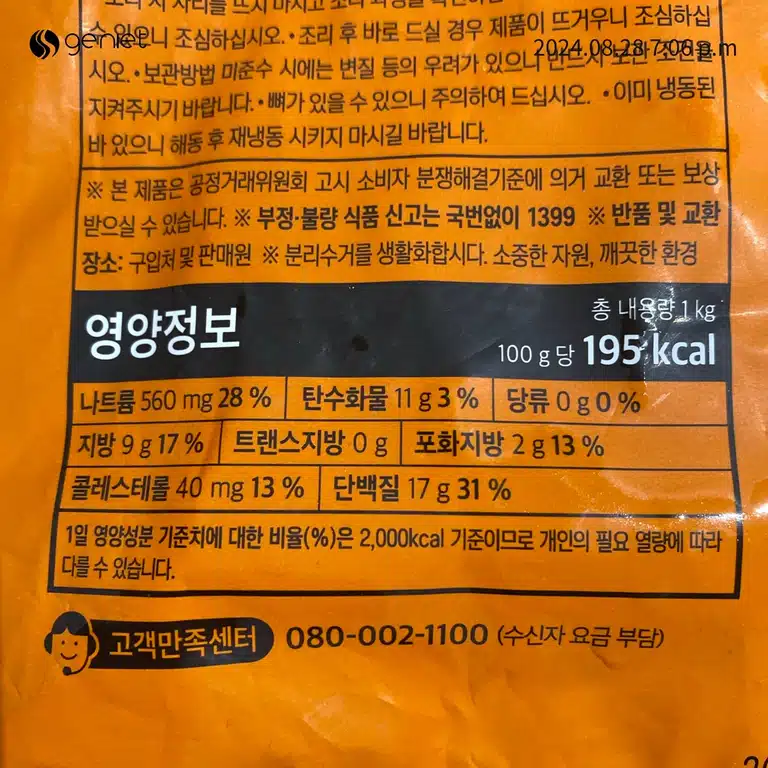 수 있으니 조심하십시오. • 조리 후 바로 드실 경우 제품이 뜨거우니 조심하십
genlet
2024.08.28 7:06 p.m
시오. • 보관방법 미준수 시에는 변질 등의 우려가 있으니 반드시 보관 조건을
지켜주시기 바랍니다. • 뼈가 있을 수 있으니 주의하여 드십시오. • 이미 냉동된
바 있으니 해동 후 재냉동 시키지 마시길 바랍니다.
※ 본 제품은 공정거래위원회 고시 소비자 분쟁해결기준에 의거 교환 또는 보상
받으실 수 있습니다. ※ 부정·불량 식품 신고는 국번없이 1399 ※ 반품 및 교환
장소: 구입처 및 판매원 ※ 분리수거를 생활화합시다. 소중한 자원, 깨끗한 환경
영양정보
총 내용량 1 kg
100 g 당 195 kcal
나트륨 560 mg 28 % 탄수화물 11 g 3 % 당류 0 g 0 %
지방 9 g 17 % 트랜스지방 0 g 포화지방 2 g 13 %
콜레스테롤 40 mg 13 % 단백질 17 g 31 %
1일 영양성분 기준치에 대한 비율(%)은 2,000kcal 기준이므로 개인의 필요 열량에 따라
다를 수 있습니다.
고객만족센터 080-002-1100 (수신자 요금 부담)